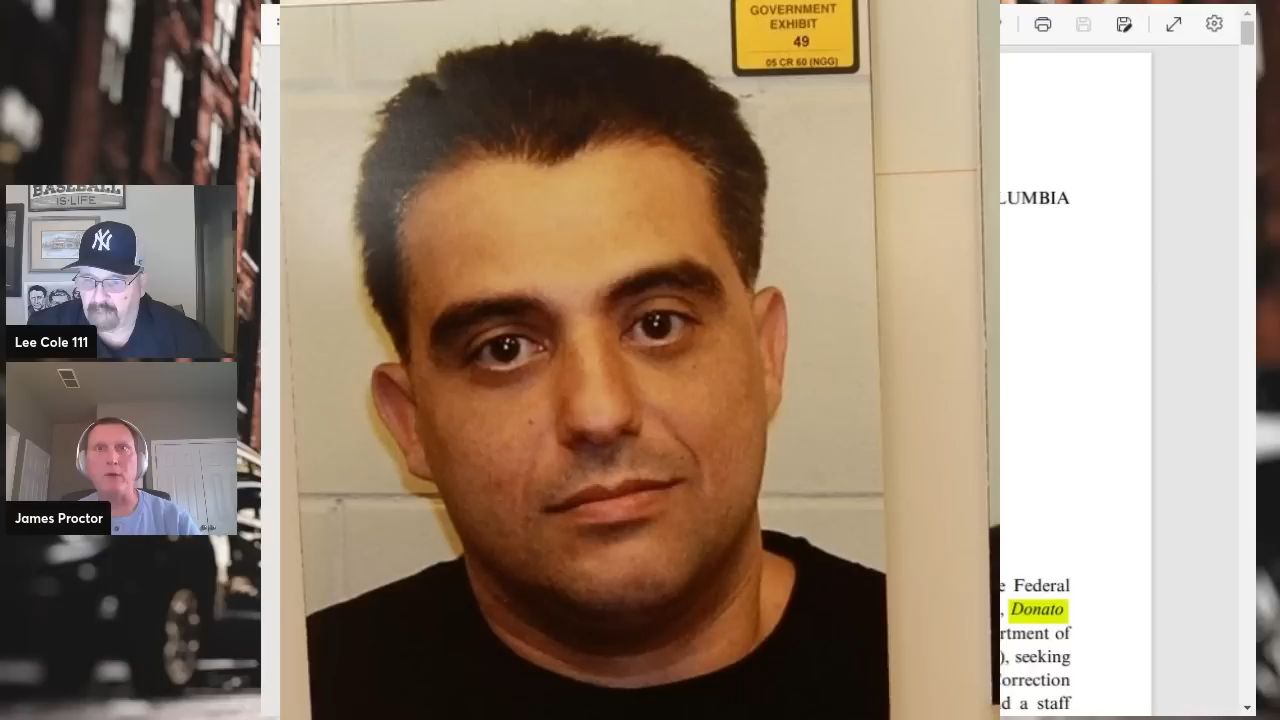 GOVERNMENT
EXHIBIT
49
05 CR 60 (NGG)
BASEBALL
IS LIFE
NY
Lee Cole 111
James Proctor
LUMBIA
Federal
Donato
rtment of
), seeking
orrection
d a staff